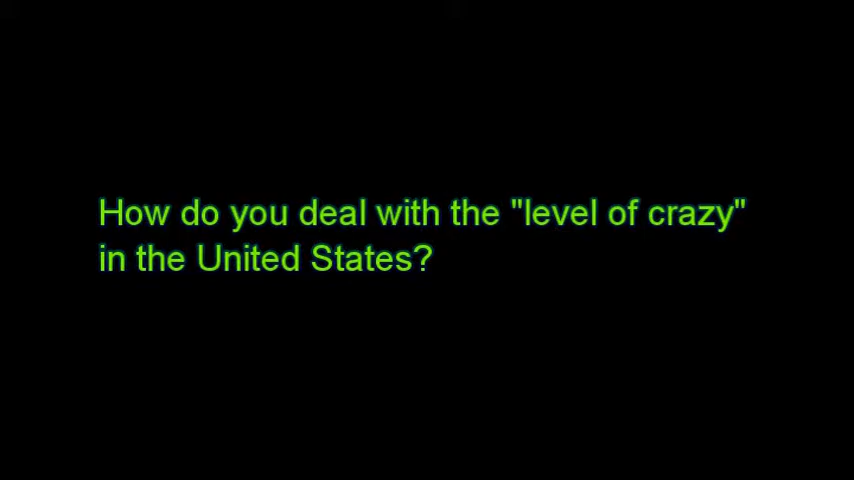 How do you deal with the "level of crazy"
in the United States?